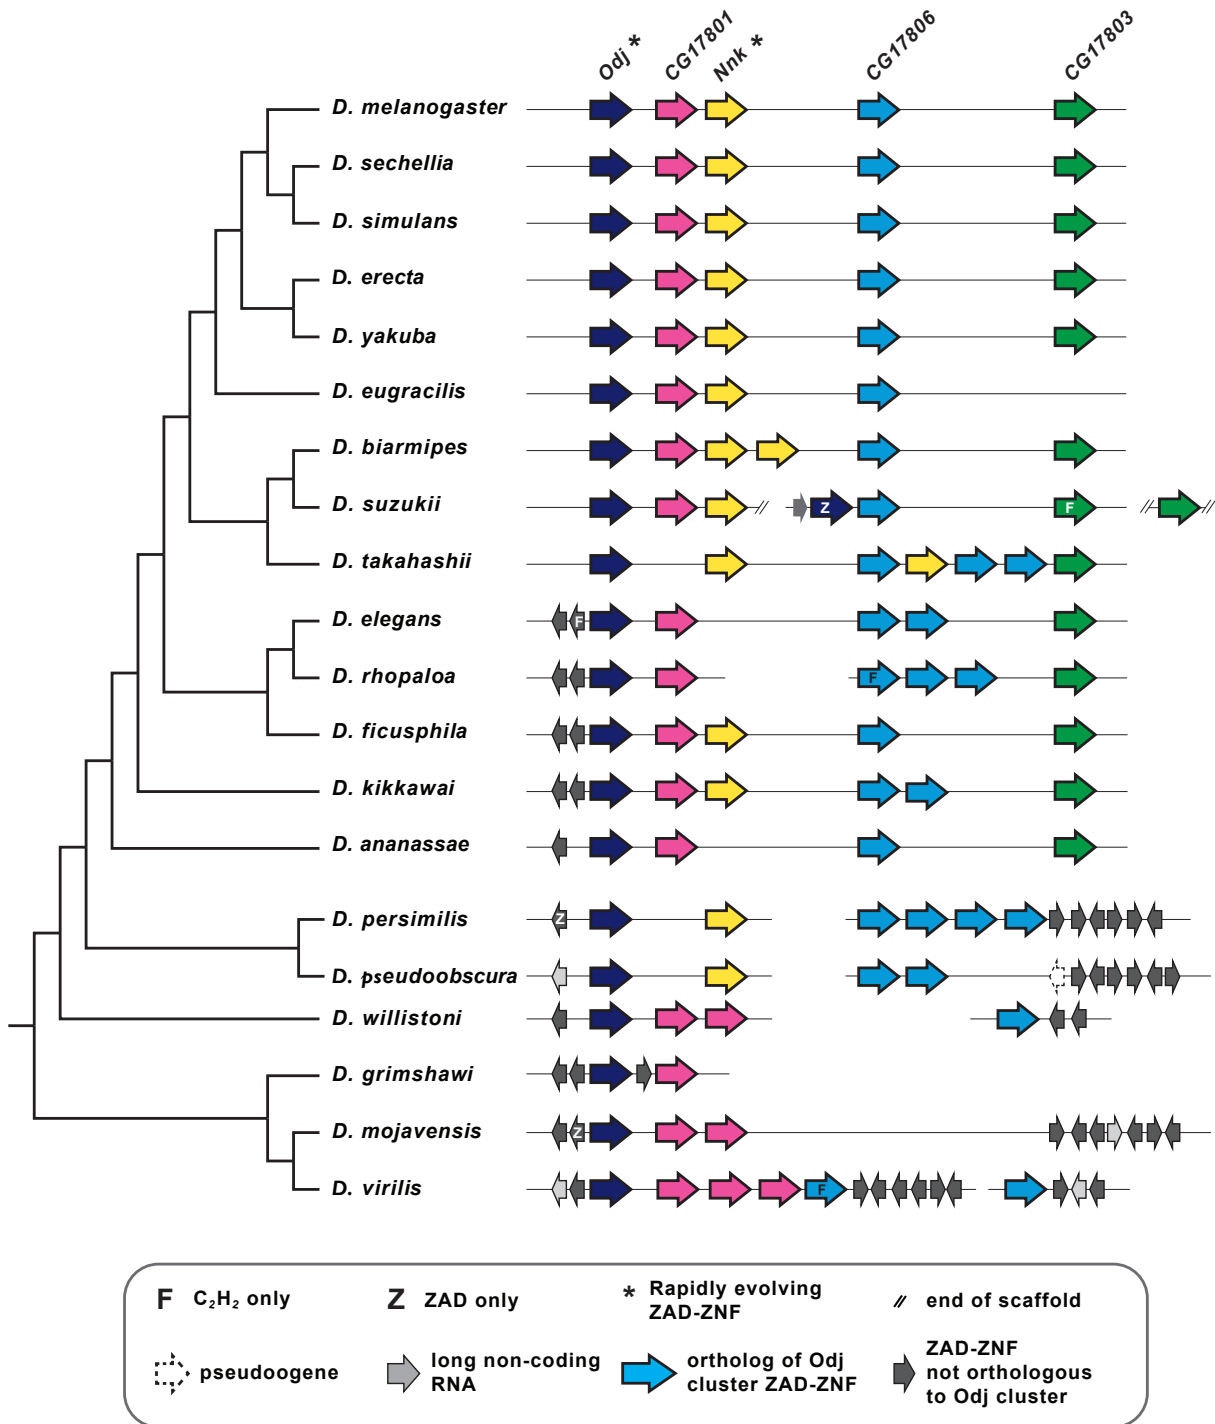 Odj * CG17801 Nnk * CG17806 CG17803
D. melanogaster
D. sechellia
D. simulans
D. erecta
D. yakuba
D. eugracilis
D. biarmipes
D. suzukii Z F
D. takahashii
D. elegans F
D. rhopaloa F
D. ficusphila
D. kikkawai
D. ananassae
D. persimilis Z
D. pseudoobscura
D. willistoni
D. grimshawi
D. mojavensis Z
D. virilis F
F C₂H₂ only
Z ZAD only
* Rapidly evolving
ZAD-ZNF
// end of scaffold
pseudoogene
long non-coding
RNA
ortholog of Odj
cluster ZAD-ZNF
ZAD-ZNF
not orthologous
to Odj cluster